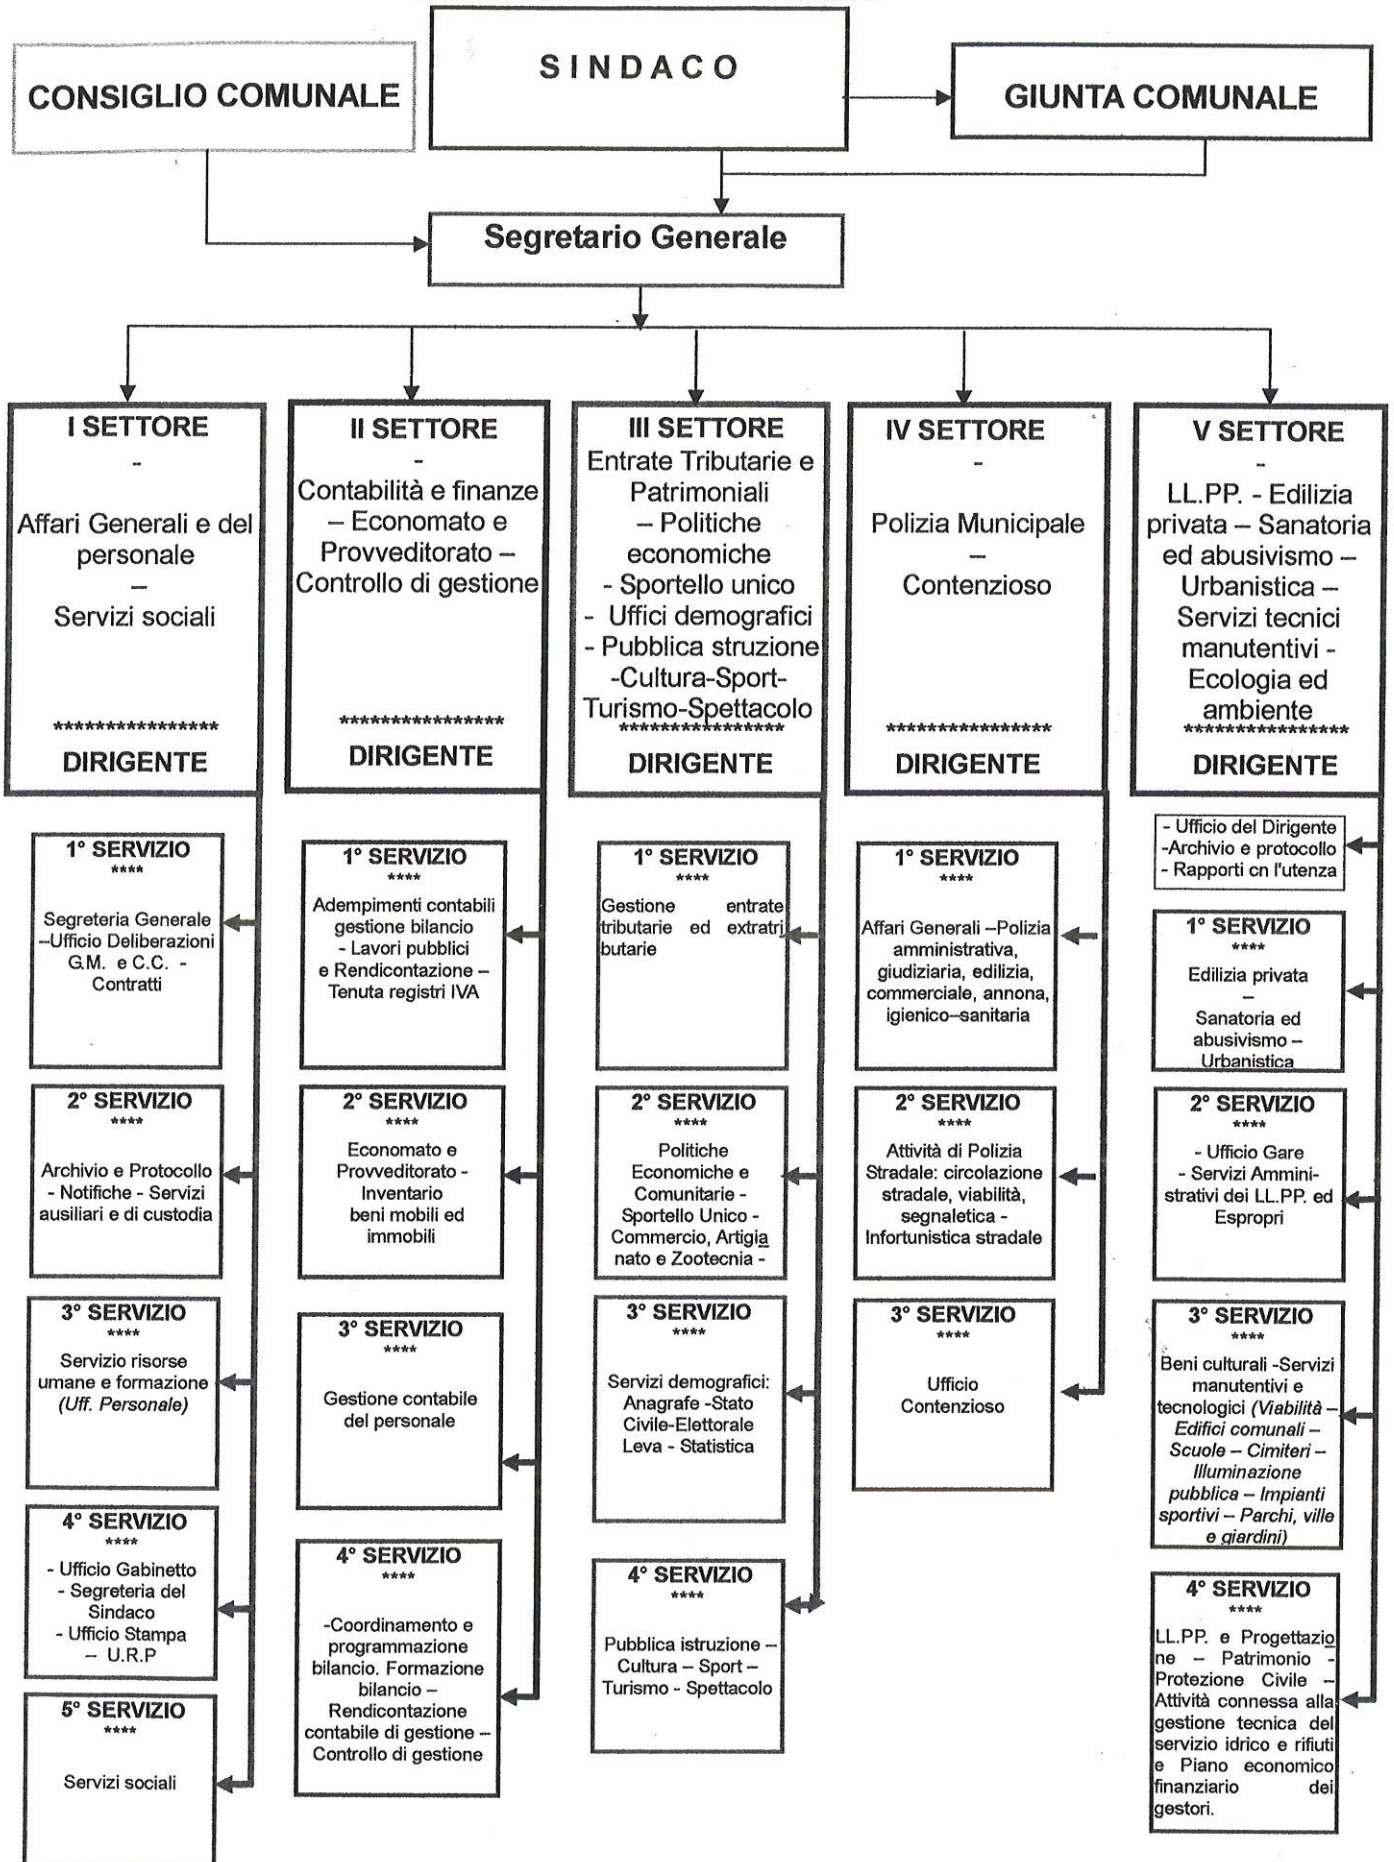 CONSIGLIO COMUNALE
SINDACO
GIUNTA COMUNALE
Segretario Generale
I SETTORE
-
Affari Generali e del
personale
–
Servizi sociali
****************
DIRIGENTE
II SETTORE
-
Contabilità e finanze
– Economato e
Provveditorato –
Controllo di gestione
****************
DIRIGENTE
III SETTORE
Entrate Tributarie e
Patrimoniali
– Politiche
economiche
- Sportello unico
- Uffici demografici
- Pubblica struzione
-Cultura-Sport-
Turismo-Spettacolo
****************
DIRIGENTE
IV SETTORE
-
Polizia Municipale
–
Contenzioso
****************
DIRIGENTE
V SETTORE
-
LL.PP. - Edilizia
privata – Sanatoria
ed abusivismo –
Urbanistica –
Servizi tecnici
manutentivi -
Ecologia ed
ambiente
****************
DIRIGENTE
1° SERVIZIO
****
Segreteria Generale
–Ufficio Deliberazioni
G.M. e C.C. -
Contratti
2° SERVIZIO
****
Archivio e Protocollo
- Notifiche - Servizi
ausiliari e di custodia
3° SERVIZIO
****
Servizio risorse
umane e formazione
(Uff. Personale)
4° SERVIZIO
****
- Ufficio Gabinetto
- Segreteria del
Sindaco
- Ufficio Stampa
– U.R.P
5° SERVIZIO
****
Servizi sociali
1° SERVIZIO
****
Adempimenti contabili
gestione bilancio
- Lavori pubblici
e Rendicontazione –
Tenuta registri IVA
2° SERVIZIO
****
Economato e
Provveditorato -
Inventario
beni mobili ed
immobili
3° SERVIZIO
****
Gestione contabile
del personale
4° SERVIZIO
****
-Coordinamento e
programmazione
bilancio. Formazione
bilancio –
Rendicontazione
contabile di gestione –
Controllo di gestione
1° SERVIZIO
****
Gestione entrate
tributarie ed extratri
butarie
2° SERVIZIO
****
Politiche
Economiche e
Comunitarie -
Sportello Unico -
Commercio, Artigia
nato e Zootecnia -
3° SERVIZIO
****
Servizi demografici:
Anagrafe -Stato
Civile-Elettorale
Leva - Statistica
4° SERVIZIO
****
Pubblica istruzione –
Cultura – Sport –
Turismo - Spettacolo
1° SERVIZIO
****
Affari Generali –Polizia
amministrativa,
giudiziaria, edilizia,
commerciale, annona,
igienico–sanitaria
2° SERVIZIO
****
Attività di Polizia
Stradale: circolazione
stradale, viabilità,
segnaletica -
Infortunistica stradale
3° SERVIZIO
****
Ufficio
Contenzioso
- Ufficio del Dirigente
-Archivio e protocollo
- Rapporti cn l'utenza
1° SERVIZIO
****
Edilizia privata
–
Sanatoria ed
abusivismo –
Urbanistica
2° SERVIZIO
****
- Ufficio Gare
- Servizi Ammini-
strativi dei LL.PP. ed
Espropri
3° SERVIZIO
****
Beni culturali -Servizi
manutentivi e
tecnologici (Viabilità –
Edifici comunali –
Scuole – Cimiteri –
Illuminazione
pubblica – Impianti
sportivi – Parchi, ville
e giardini)
4° SERVIZIO
****
LL.PP. e Progettazio
ne – Patrimonio -
Protezione Civile –
Attività connessa alla
gestione tecnica del
servizio idrico e rifiuti
e Piano economico
finanziario dei
gestori.